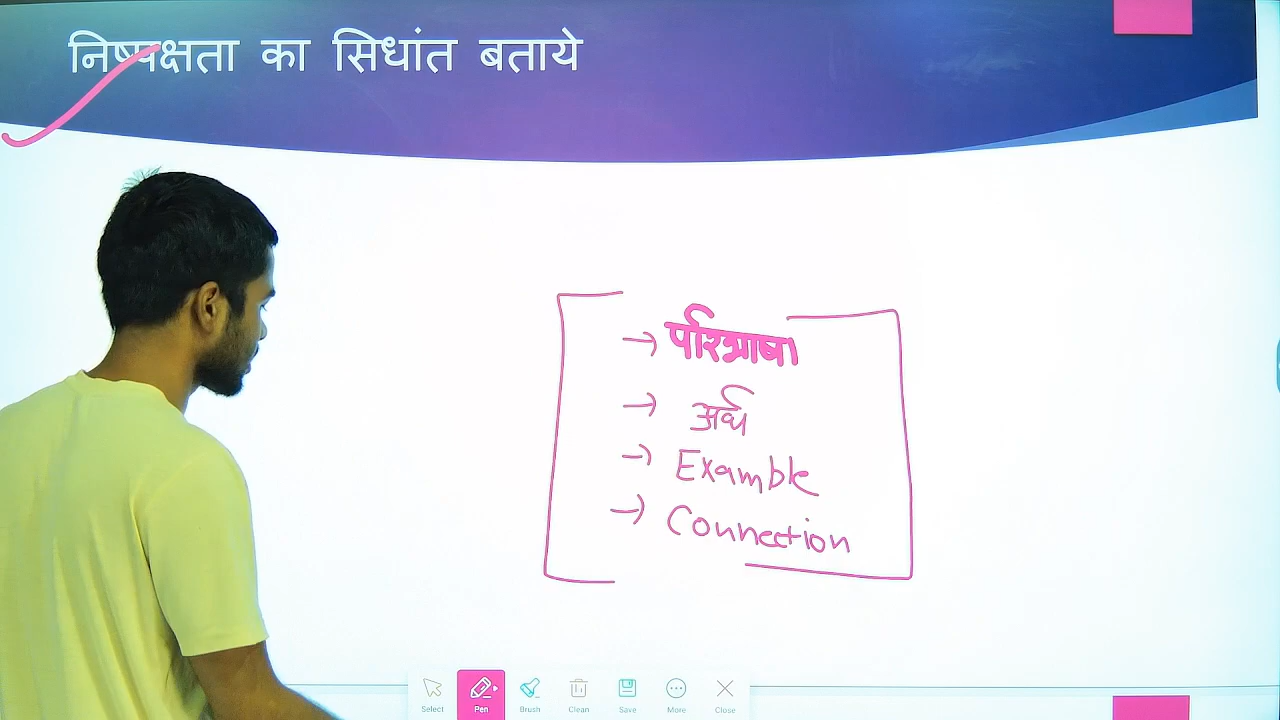 निष्पक्षता का सिधांत बताये
→ परिभाषा
→ अर्थ
→ Examble
→ Connection
Select Pen Brush Clean Save More Close